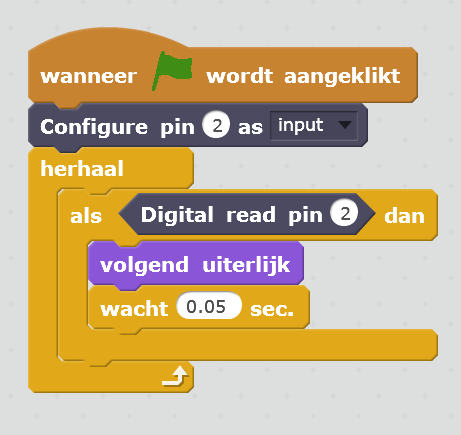 wanneer wordt aangeklikt
Configure pin 2 as input
herhaal
als Digital read pin 2 dan
volgend uiterlijk
wacht 0.05 sec.